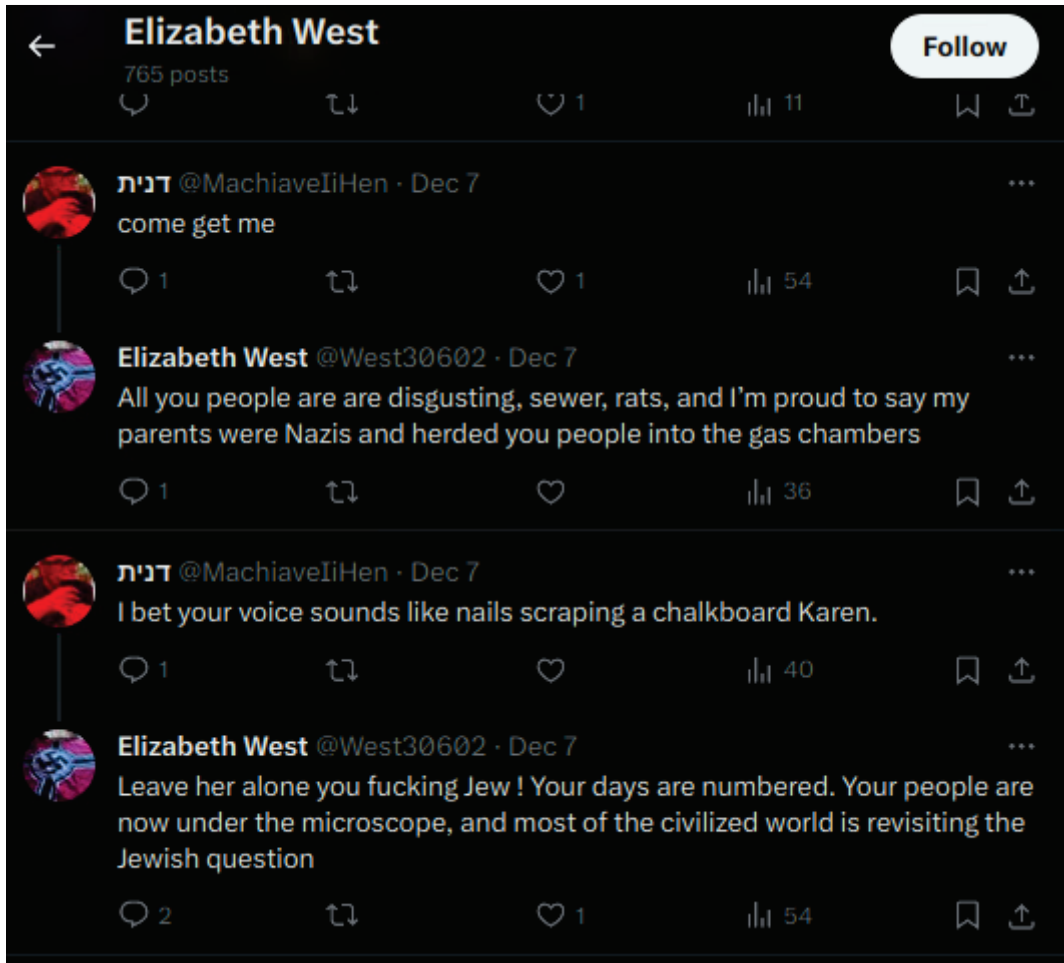 Elizabeth West
Follow
765 posts
1 11
דנית @MachiaveIiHen · Dec 7
come get me
1 1 54
Elizabeth West @West30602 · Dec 7
All you people are are disgusting, sewer, rats, and I'm proud to say my
parents were Nazis and herded you people into the gas chambers
1 36
דנית @MachiaveIiHen · Dec 7
I bet your voice sounds like nails scraping a chalkboard Karen.
1 40
Elizabeth West @West30602 · Dec 7
Leave her alone you fucking Jew ! Your days are numbered. Your people are
now under the microscope, and most of the civilized world is revisiting the
Jewish question
2 1 54